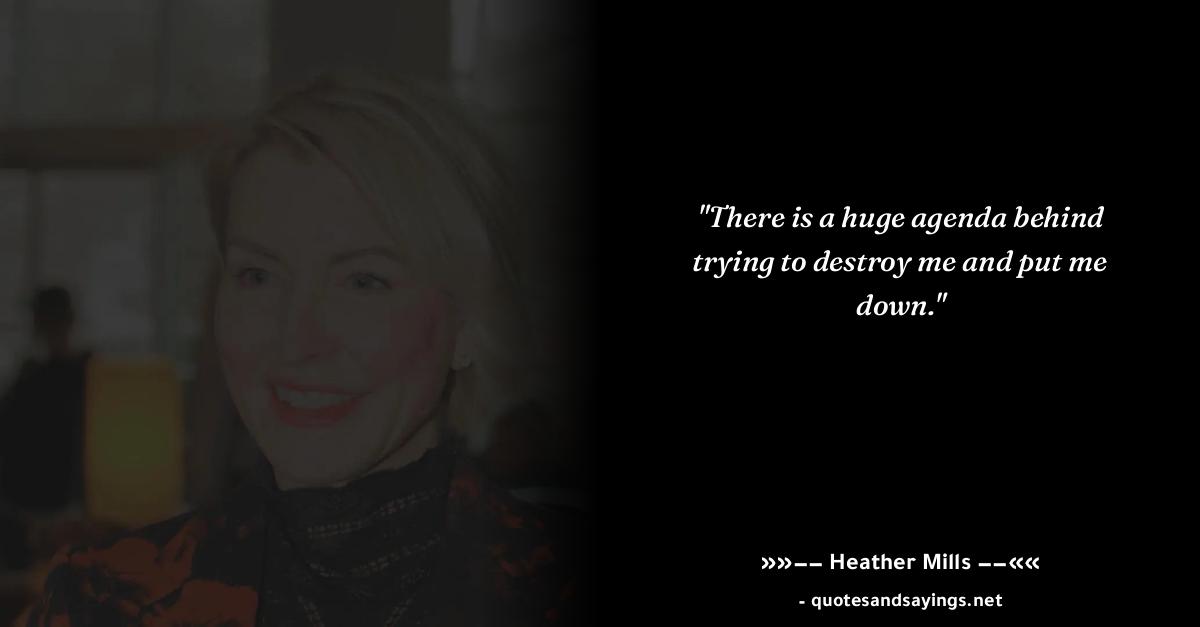 "There is a huge agenda behind
trying to destroy me and put me
down."
»»−− Heather Mills −−««
- quotesandsayings.net